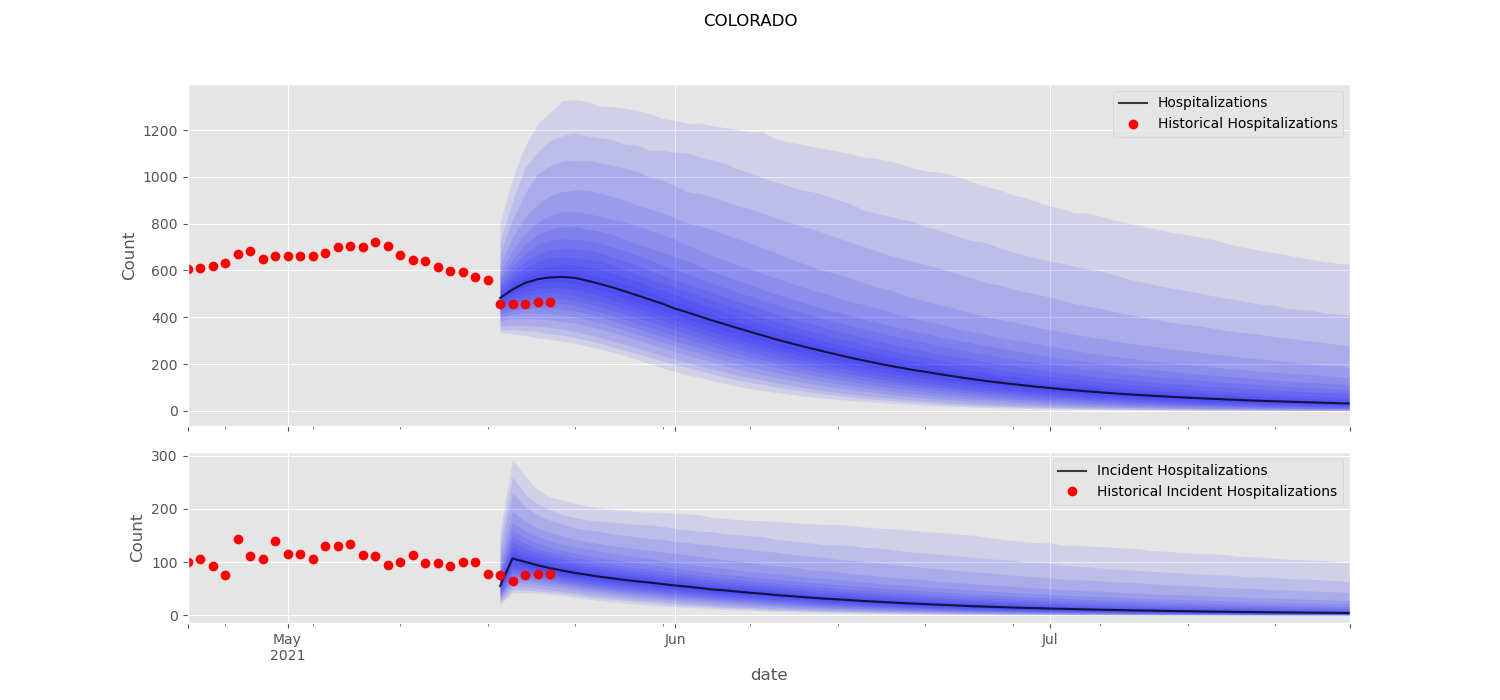 COLORADO
Hospitalizations
Historical Hospitalizations
1200
1000
800
600
400
200
0
Count
Incident Hospitalizations
Historical Incident Hospitalizations
300
200
100
0
Count
May
2021
Jun
Jul
date